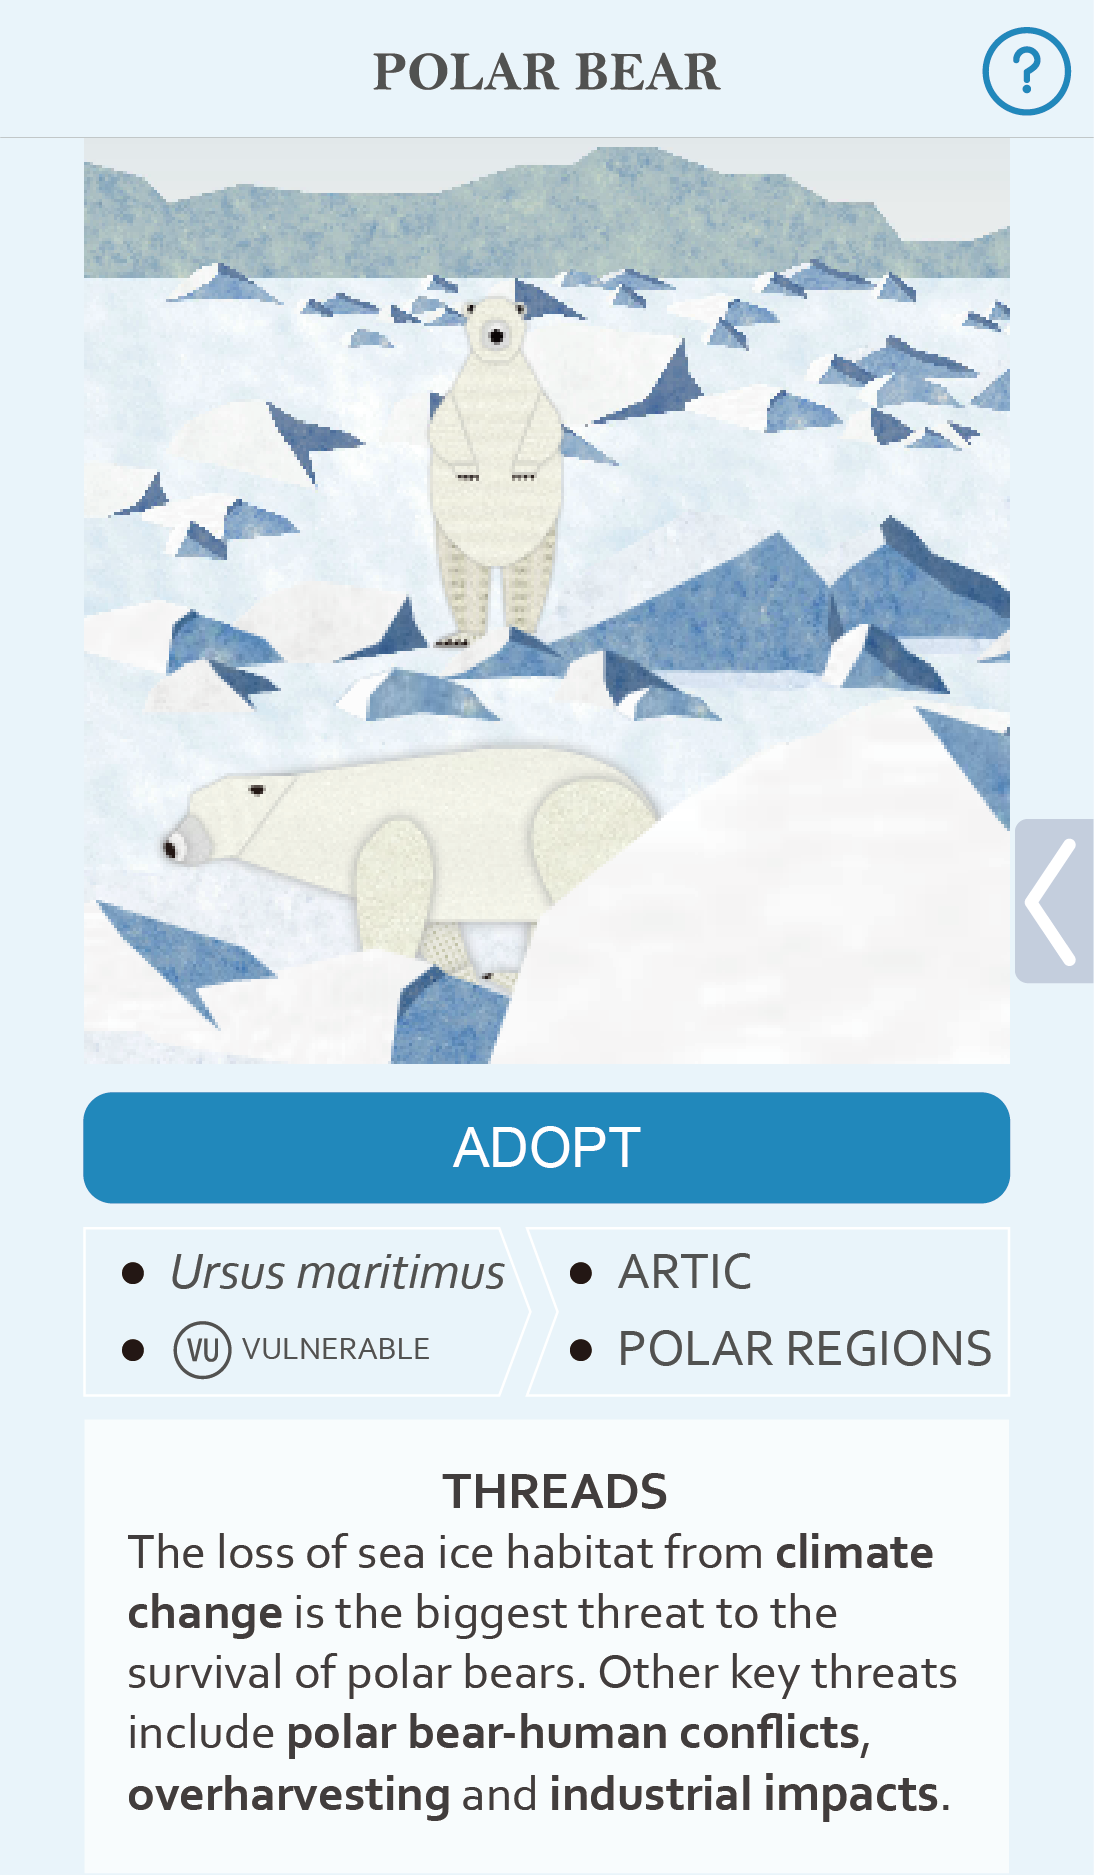 POLAR BEAR
?
ADOPT
Ursus maritimus
VU VULNERABLE
ARTIC
POLAR REGIONS
THREADS
The loss of sea ice habitat from climate
change is the biggest threat to the
survival of polar bears. Other key threats
include polar bear-human conflicts,
overharvesting and industrial impacts.